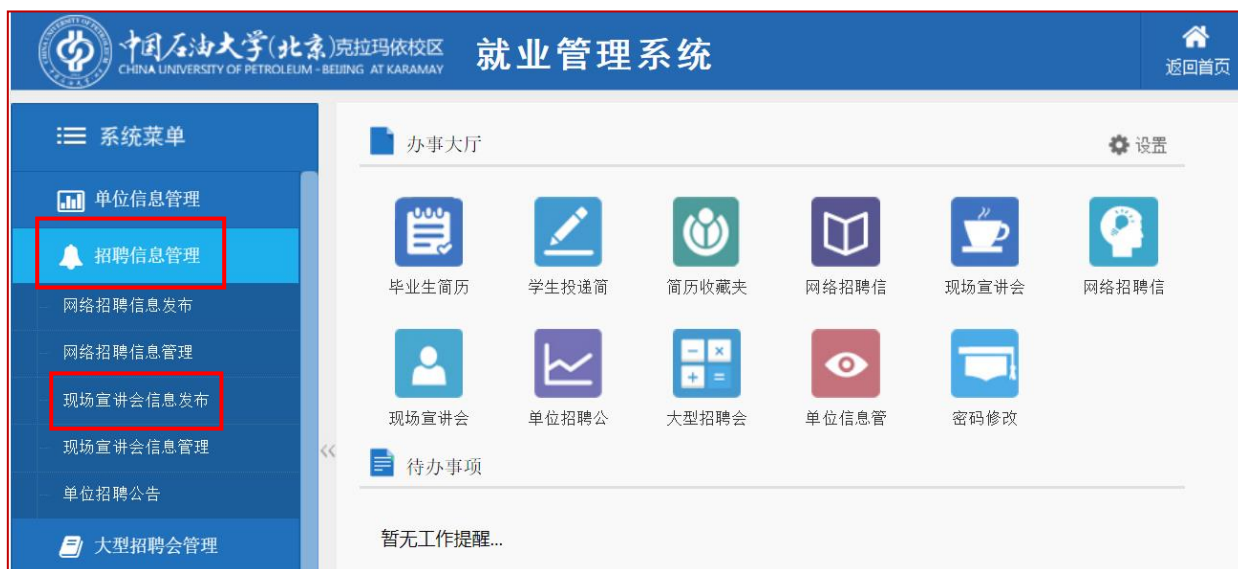 中国石油大学(北京)克拉玛依校区
CHINA UNIVERSITY OF PETROLEUM - BEIJING AT KARAMAY
就业管理系统
返回首页
系统菜单
单位信息管理
招聘信息管理
网络招聘信息发布
网络招聘信息管理
现场宣讲会信息发布
现场宣讲会信息管理
单位招聘公告
大型招聘会管理
<<
办事大厅
设置
毕业生简历
学生投递简
简历收藏夹
网络招聘信
现场宣讲会
网络招聘信
现场宣讲会
单位招聘公
大型招聘会
单位信息管
密码修改
待办事项
暂无工作提醒...